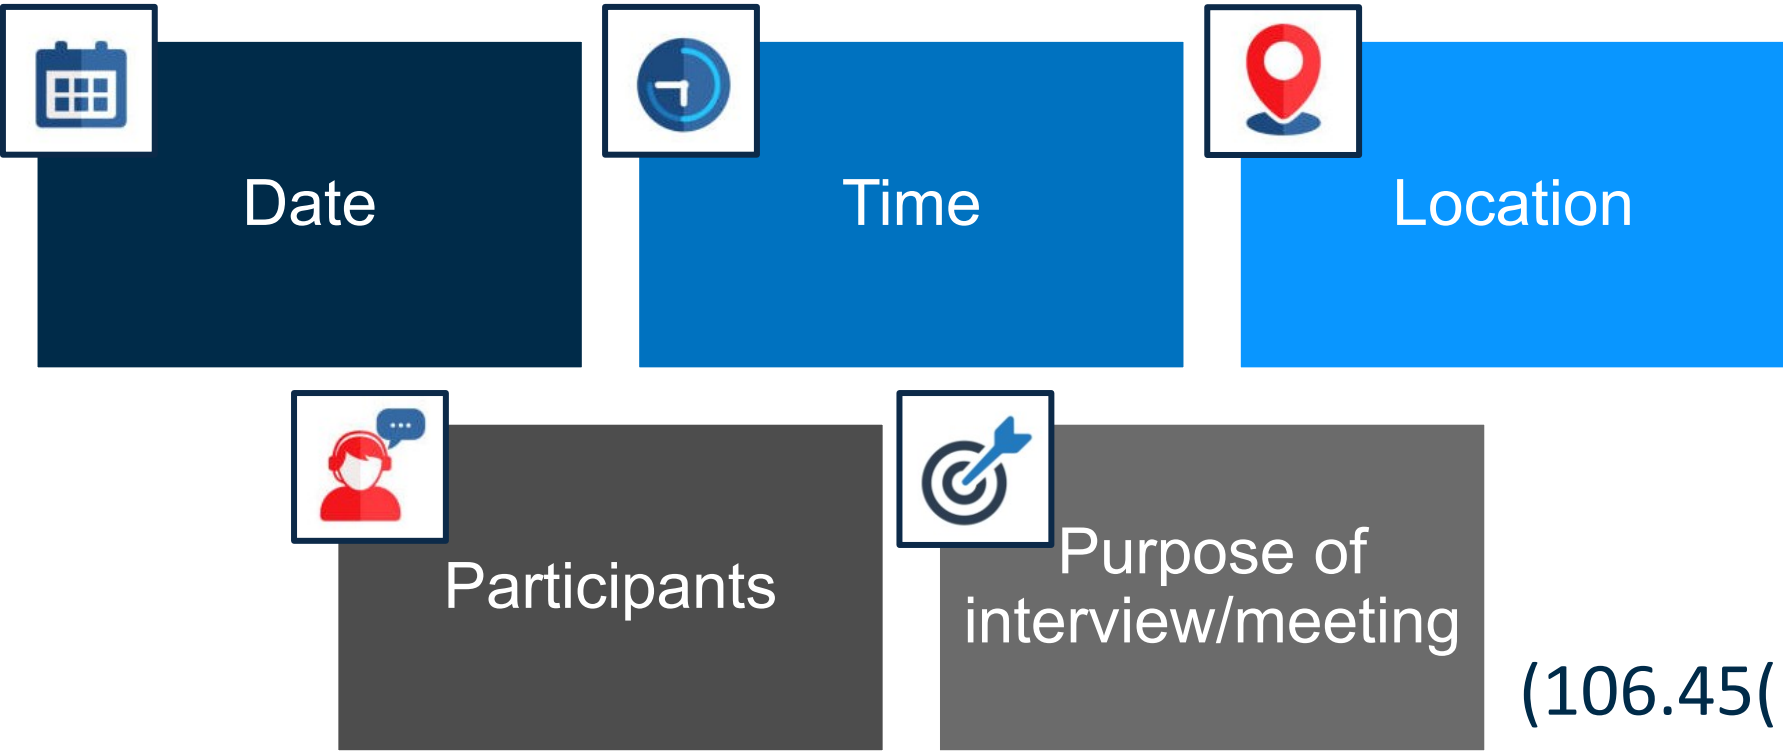 Date
Time
Location
Participants
Purpose of
interview/meeting
(106.45(